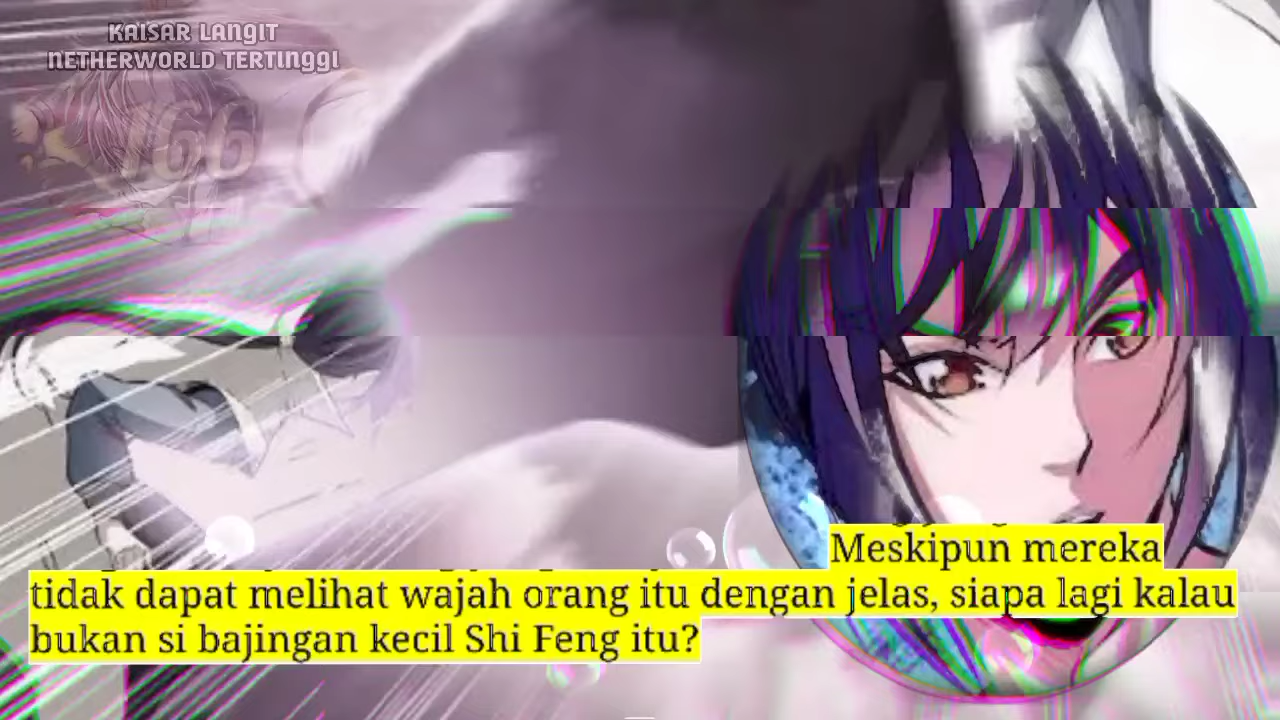 KAISAR LANGIT
NETHERWORLD TERTINGGI
166
Meskipun mereka
tidak dapat melihat wajah orang itu dengan jelas, siapa lagi kalau
bukan si bajingan kecil Shi Feng itu?